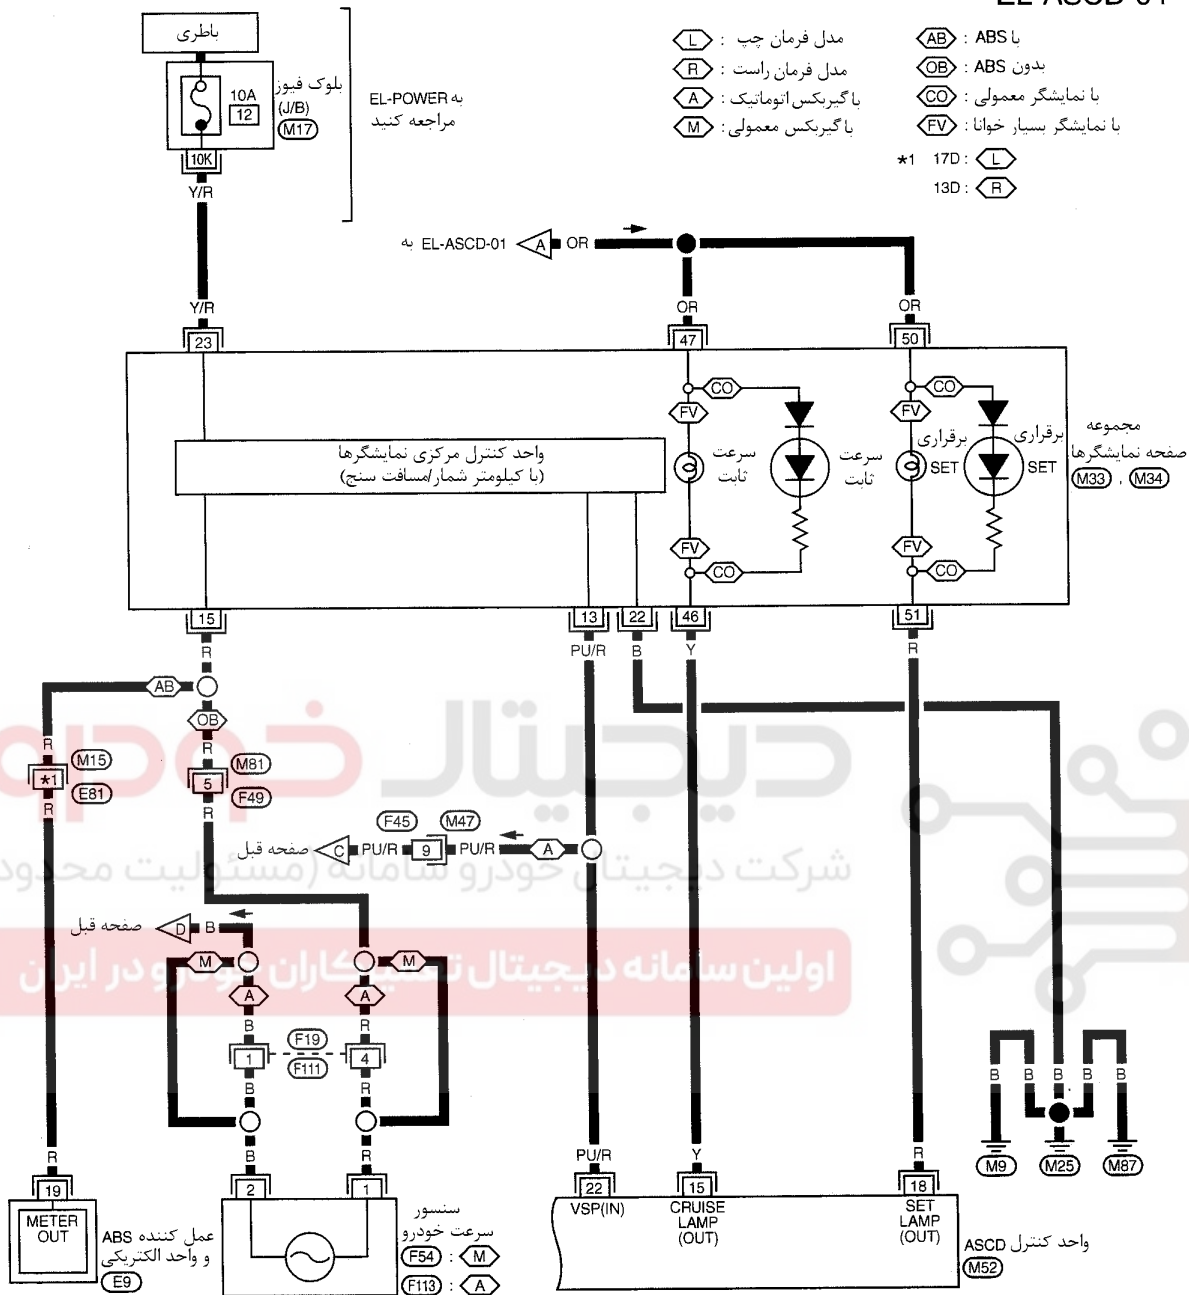 باطری
بلوک فیوز
(J/B)
M17
10A
12
10K
Y/R
به EL-POWER
مراجعه کنید
L : مدل فرمان چپ
R : مدل فرمان راست
A : با گیربکس اتوماتیک
M : با گیربکس معمولی
AB : با ABS
OB : بدون ABS
CO : با نمایشگر معمولی
FV : با نمایشگر بسیار خوانا
*1 17D : L
13D : R
به EL-ASCD-01
A
OR
OR
OR
Y/R
23
47
50
CO
CO
FV
FV
واحد کنترل مرکزی نمایشگرها
(با کیلومتر شمار/مسافت سنج)
سرعت
ثابت
سرعت
ثابت
برقراری
SET
برقراری
SET
مجموعه
صفحه نمایشگرها
M33 , M34
FV
FV
CO
CO
15
13
22
46
51
R
PU/R
B
Y
R
AB
OB
R
R
M15
*1
E81
R
M81
5
F49
R
صفحه قبل
C
PU/R
F45
9
M47
PU/R
A
دیجیتال خودرو
شرکت دیجیتال خودرو سامانه (مسئولیت محدود
صفحه قبل
D
B
M
M
A
A
اولین سامانه دیجیتال تعمیرکاران خودرو در ایران
B
R
1
F19
F111
4
B
R
B
R
R
PU/R
Y
R
B
B
B
B
B
M9
M25
M87
19
METER
OUT
عمل کننده ABS
و واحد الکتریکی
E9
2
1
سنسور
سرعت خودرو
F54 : M
F113 : A
22
VSP(IN)
15
CRUISE
LAMP
(OUT)
18
SET
LAMP
(OUT)
واحد کنترل ASCD
M52